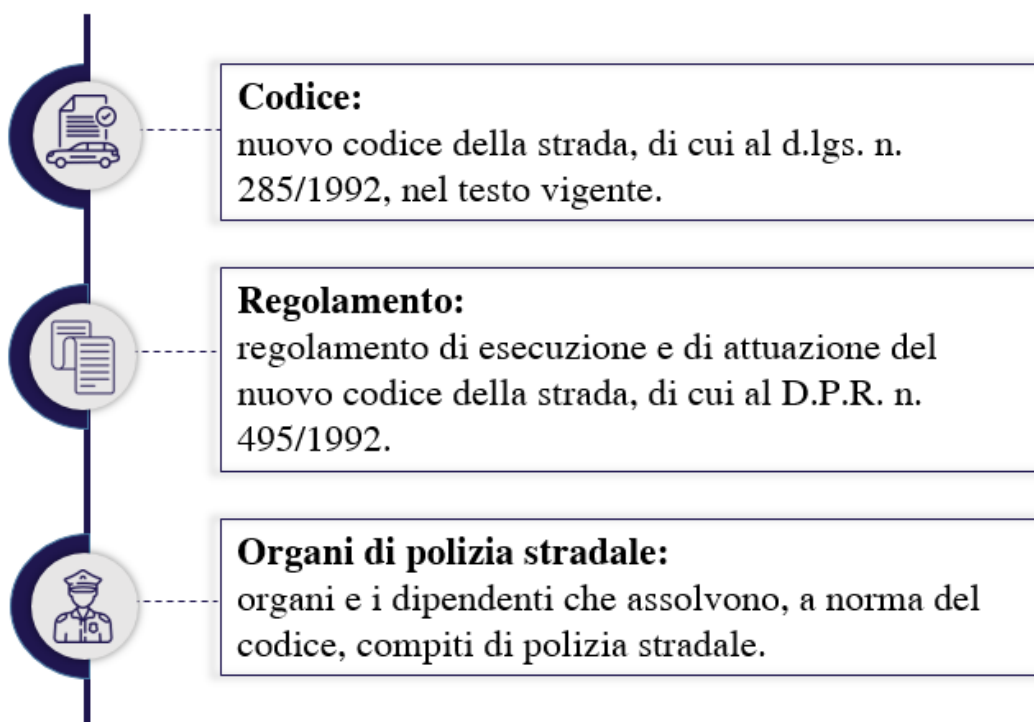 Codice:
nuovo codice della strada, di cui al d.lgs. n.
285/1992, nel testo vigente.
Regolamento:
regolamento di esecuzione e di attuazione del
nuovo codice della strada, di cui al D.P.R. n.
495/1992.
Organi di polizia stradale:
organi e i dipendenti che assolvono, a norma del
codice, compiti di polizia stradale.